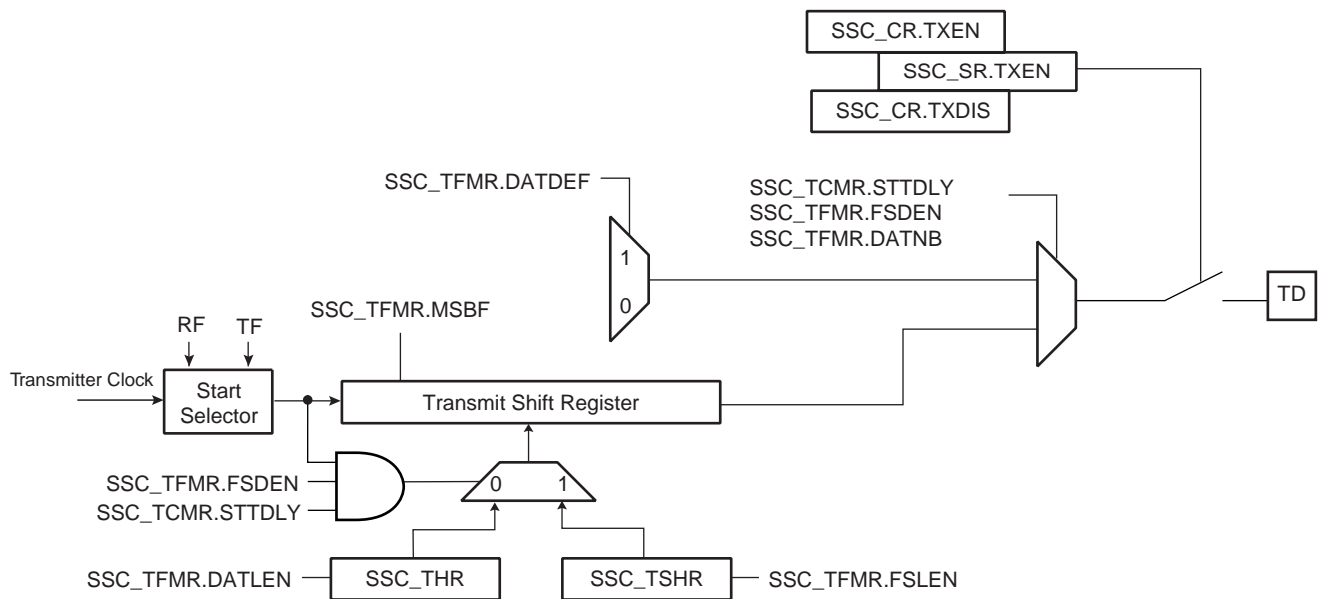 SSC_CR.TXEN
SSC_SR.TXEN
SSC_CR.TXDIS
SSC_TFMR.DATDEF
SSC_TCMR.STTDLY
SSC_TFMR.FSDEN
SSC_TFMR.DATNB
1
0
SSC_TFMR.MSBF
TD
RF TF
Transmitter Clock
Start
Selector
Transmit Shift Register
0 1
SSC_TFMR.FSDEN
SSC_TCMR.STTDLY
SSC_TFMR.DATLEN SSC_THR SSC_TSHR SSC_TFMR.FSLEN